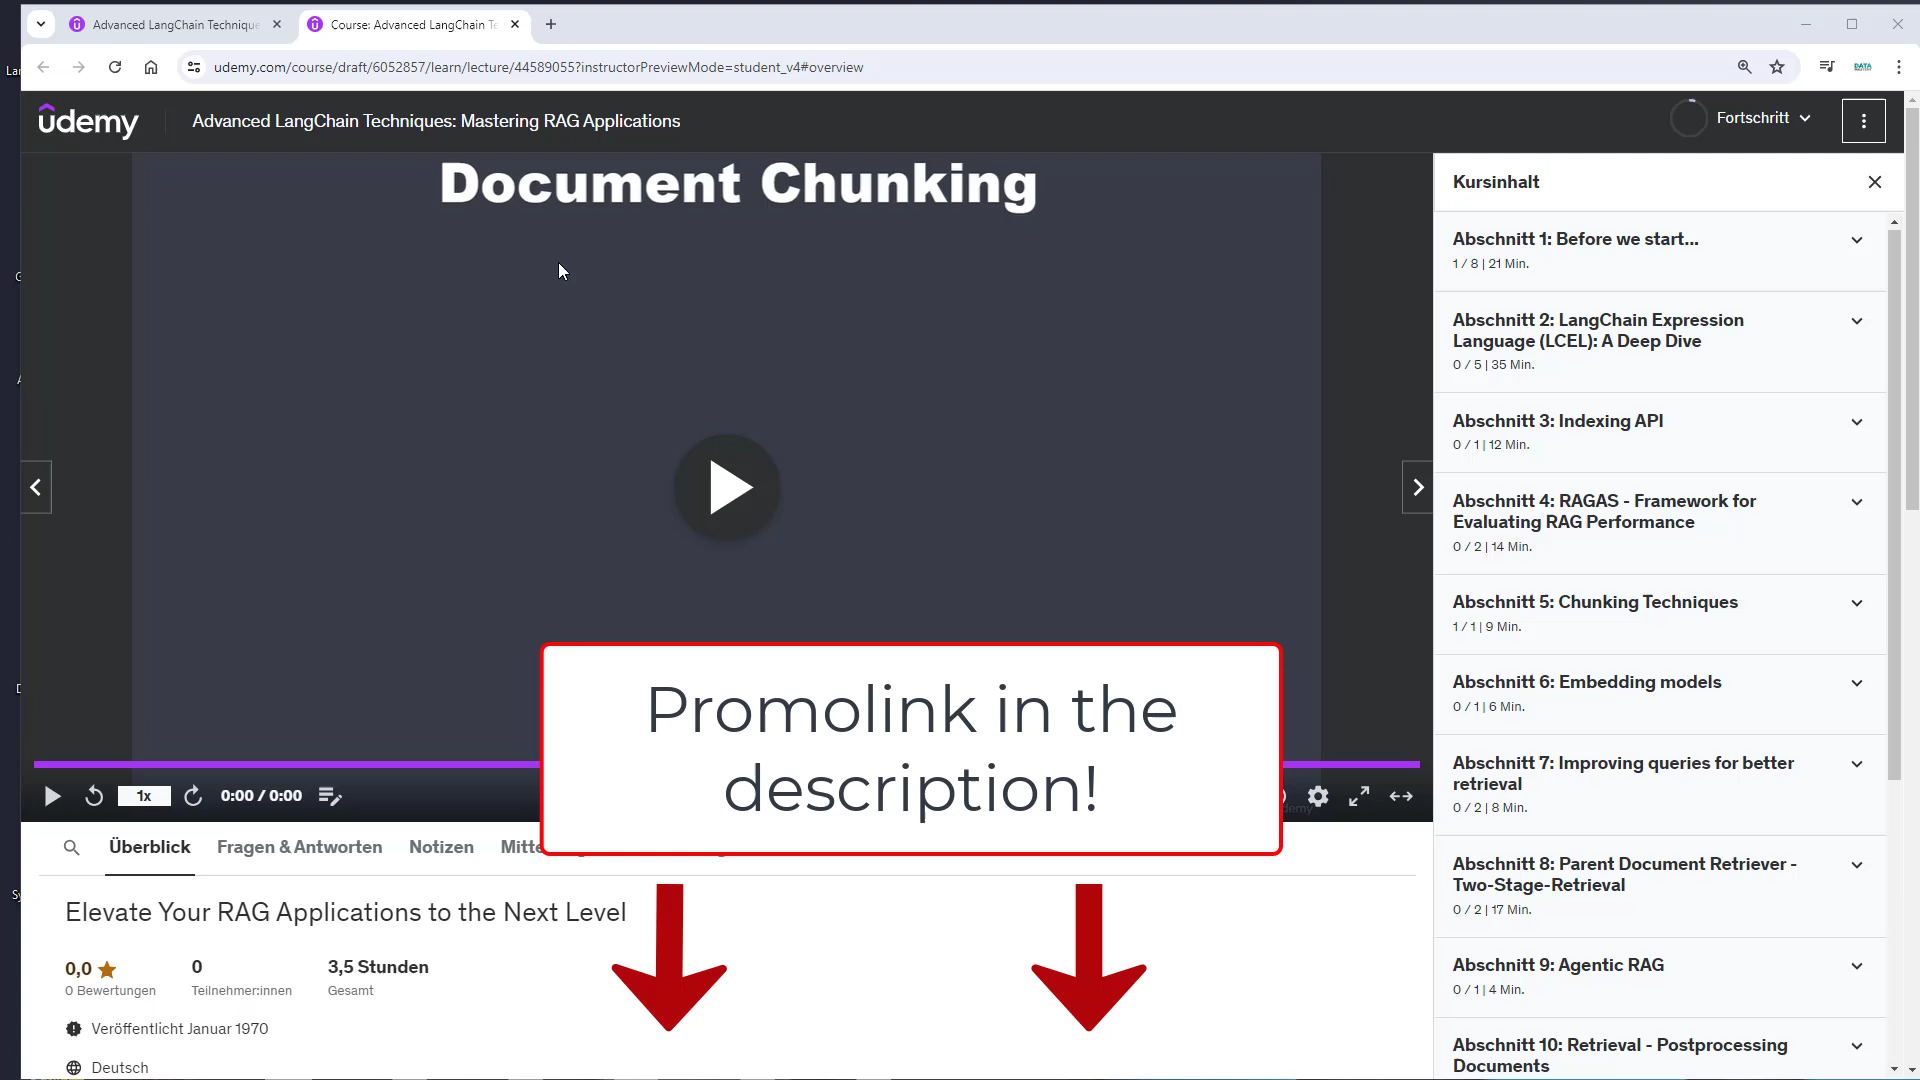 Advanced LangChain Technique
Course: Advanced LangChain Te
udemy.com/course/draft/6052857/learn/lecture/44589055?instructorPreviewMode=student_v4#overview
DATA
udemy
Advanced LangChain Techniques: Mastering RAG Applications
Fortschritt
Document Chunking
Kursinhalt
Abschnitt 1: Before we start...
1 / 8 | 21 Min.
Abschnitt 2: LangChain Expression
Language (LCEL): A Deep Dive
0 / 5 | 35 Min.
Abschnitt 3: Indexing API
0 / 1 | 12 Min.
Abschnitt 4: RAGAS - Framework for
Evaluating RAG Performance
0 / 2 | 14 Min.
Abschnitt 5: Chunking Techniques
1 / 1 | 9 Min.
Abschnitt 6: Embedding models
0 / 1 | 6 Min.
Abschnitt 7: Improving queries for better
retrieval
0 / 2 | 8 Min.
Abschnitt 8: Parent Document Retriever -
Two-Stage-Retrieval
0 / 2 | 17 Min.
Abschnitt 9: Agentic RAG
0 / 1 | 4 Min.
Abschnitt 10: Retrieval - Postprocessing
Documents
Promolink in the
description!
1x
0:00 / 0:00
Überblick
Fragen & Antworten
Notizen
Mitte
Elevate Your RAG Applications to the Next Level
0,0
0 Bewertungen
0
Teilnehmer:innen
3,5 Stunden
Gesamt
Veröffentlicht Januar 1970
Deutsch